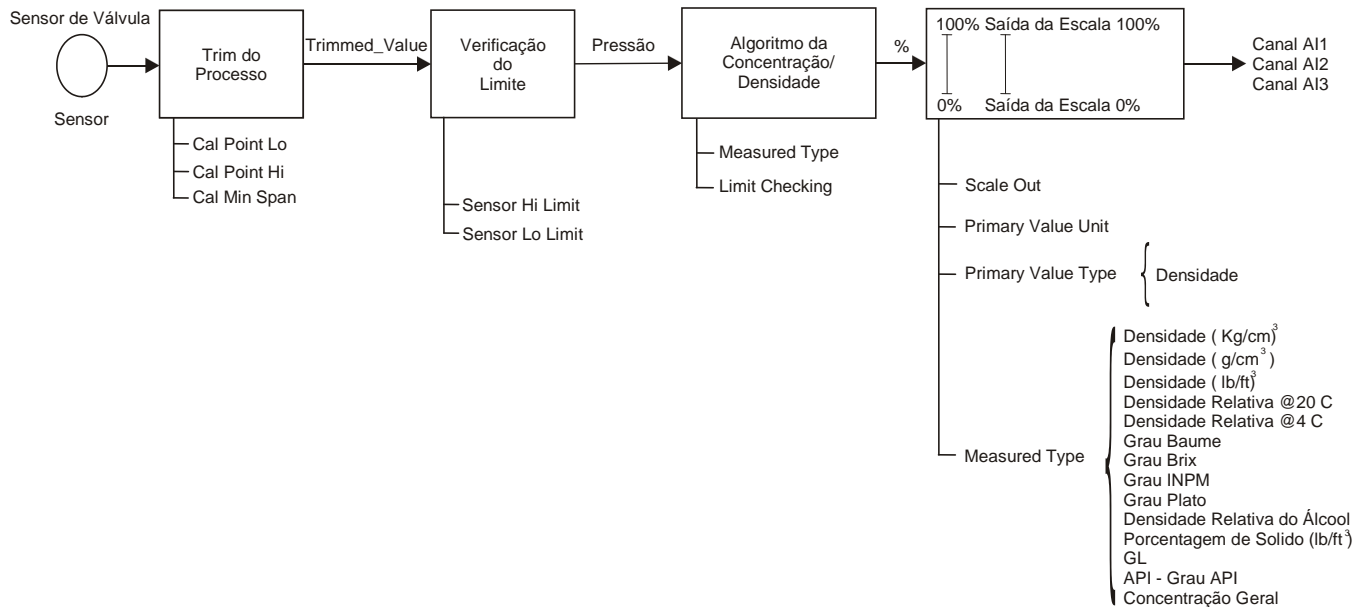 Sensor de Válvula
Sensor
Trim do
Processo
Cal Point Lo
Cal Point Hi
Cal Min Span
Trimmed_Value
Verificação
do
Limite
Sensor Hi Limit
Sensor Lo Limit
Pressão
Algoritmo da
Concentração/
Densidade
Measured Type
Limit Checking
%
100% Saída da Escala 100%
0% Saída da Escala 0%
Canal AI1
Canal AI2
Canal AI3
Scale Out
Primary Value Unit
Primary Value Type { Densidade
Measured Type
Densidade ( Kg/cm)³
Densidade ( g/cm³ )
Densidade ( lb/ft)³
Densidade Relativa @20 C
Densidade Relativa @4 C
Grau Baume
Grau Brix
Grau INPM
Grau Plato
Densidade Relativa do Álcool
Porcentagem de Solido (lb/ft³)
GL
API - Grau API
Concentração Geral